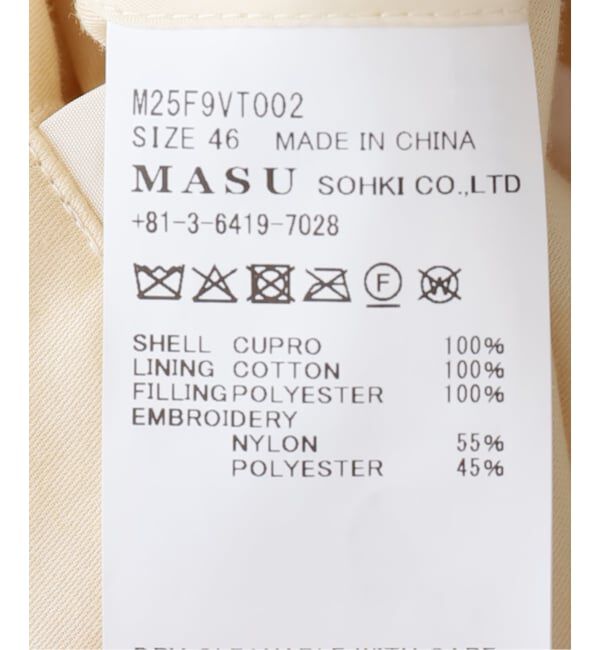 M25F9VT002
SIZE 46 MADE IN CHINA
MASU SOHKI CO.,LTD
+81-3-6419-7028
F W
SHELL CUPRO 100%
LINING COTTON 100%
FILLING POLYESTER 100%
EMBROIDERY
NYLON 55%
POLYESTER 45%